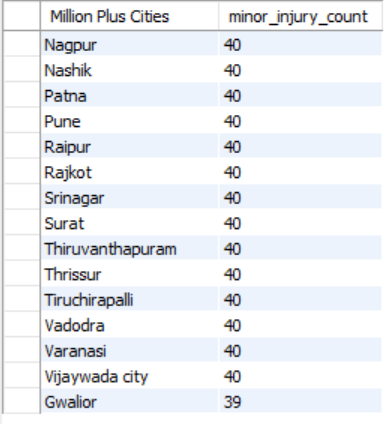 Million Plus Cities minor_injury_count
Nagpur 40
Nashik 40
Patna 40
Pune 40
Raipur 40
Rajkot 40
Srinagar 40
Surat 40
Thiruvanthapuram 40
Thrissur 40
Tiruchirapalli 40
Vadodra 40
Varanasi 40
Vijaywada city 40
Gwalior 39